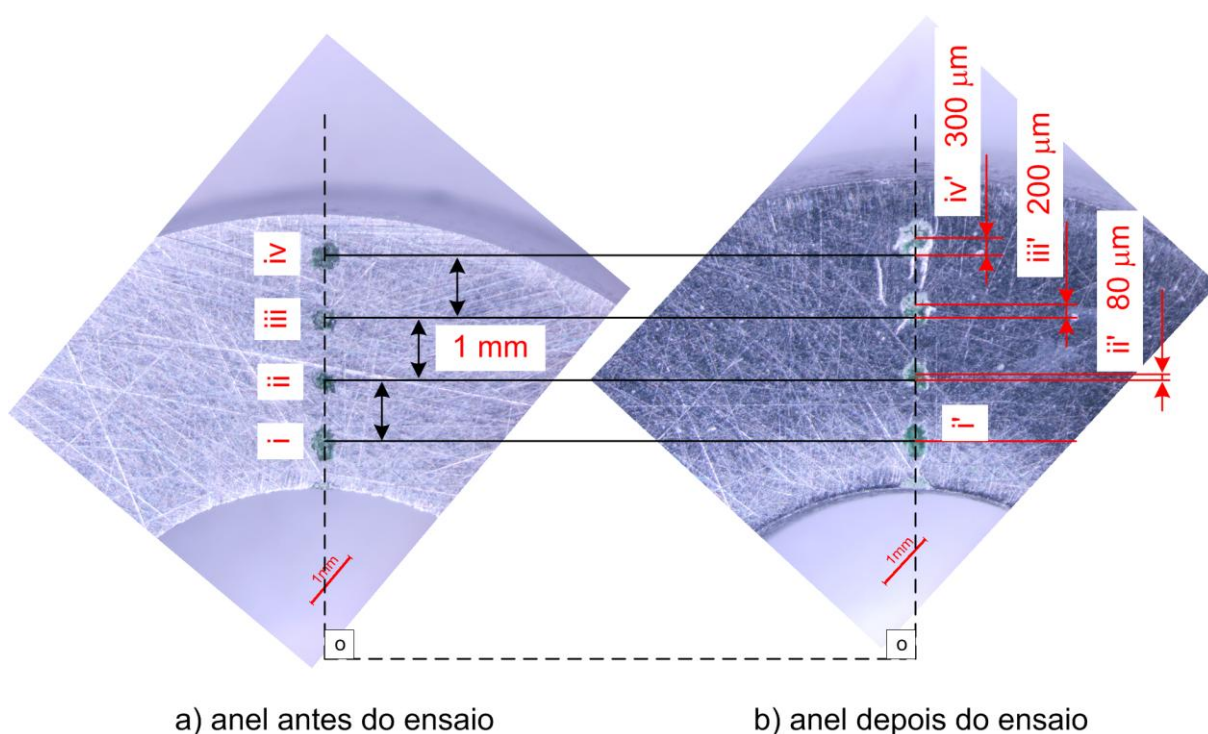 iv
iii
ii
i
1 mm
1mm
o
a) anel antes do ensaio
iv' 300 µm
iii' 200 µm
ii' 80 µm
i'
1mm
o
b) anel depois do ensaio